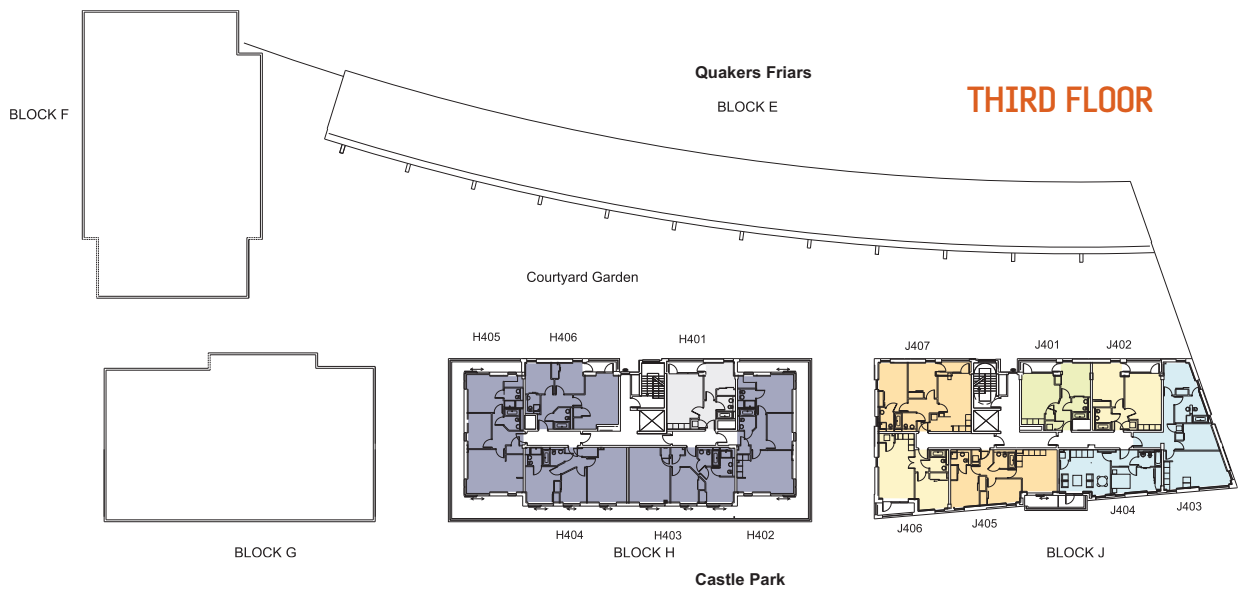 Quakers Friars
THIRD FLOOR
BLOCK E
BLOCK F
Courtyard Garden
H405
H406
H401
J407
J401
J402
H404
H403
H402
J406
J405
J404
J403
BLOCK G
BLOCK H
BLOCK J
Castle Park